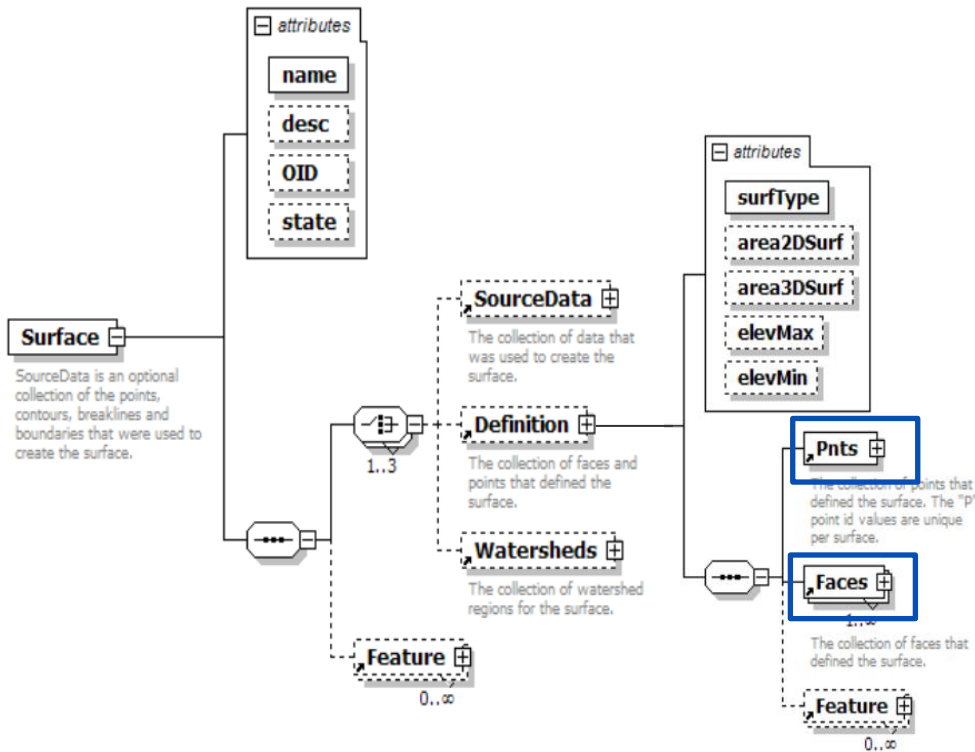 attributes
name
desc
OID
state
Surface
SourceData is an optional
collection of the points,
contours, breaklines and
boundaries that were used to
create the surface.
1..3
SourceData
The collection of data that
was used to create the
surface.
Definition
The collection of faces and
points that defined the
surface.
Watersheds
The collection of watershed
regions for the surface.
Feature
0..∞
attributes
surfType
area2DSurf
area3DSurf
elevMax
elevMin
Pnts
The collection of points that
defined the surface. The "P"
point id values are unique
per surface.
Faces
1..∞
The collection of faces that
defined the surface.
Feature
0..∞